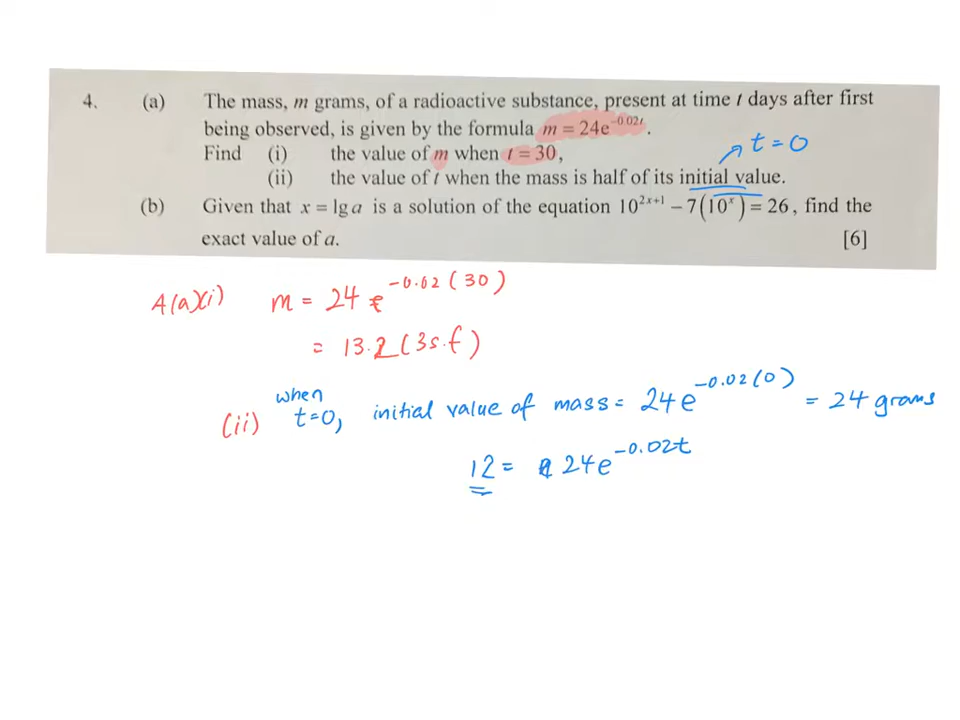 4. (a) The mass, m grams, of a radioactive substance, present at time t days after first
being observed, is given by the formula m = 24e^{-0.02t}.
Find (i) the value of m when t = 30,
(ii) the value of t when the mass is half of its initial value.
t = 0
(b) Given that x = lg a is a solution of the equation 10^{2x+1} − 7(10^x) = 26, find the
exact value of a. [6]
4(a)(i) m = 24e^{-0.02(30)}
= 13.2 (3s.f)
(ii) when t=0, initial value of mass = 24e^{-0.02(0)} = 24 grams
12 = 24e^{-0.02t}